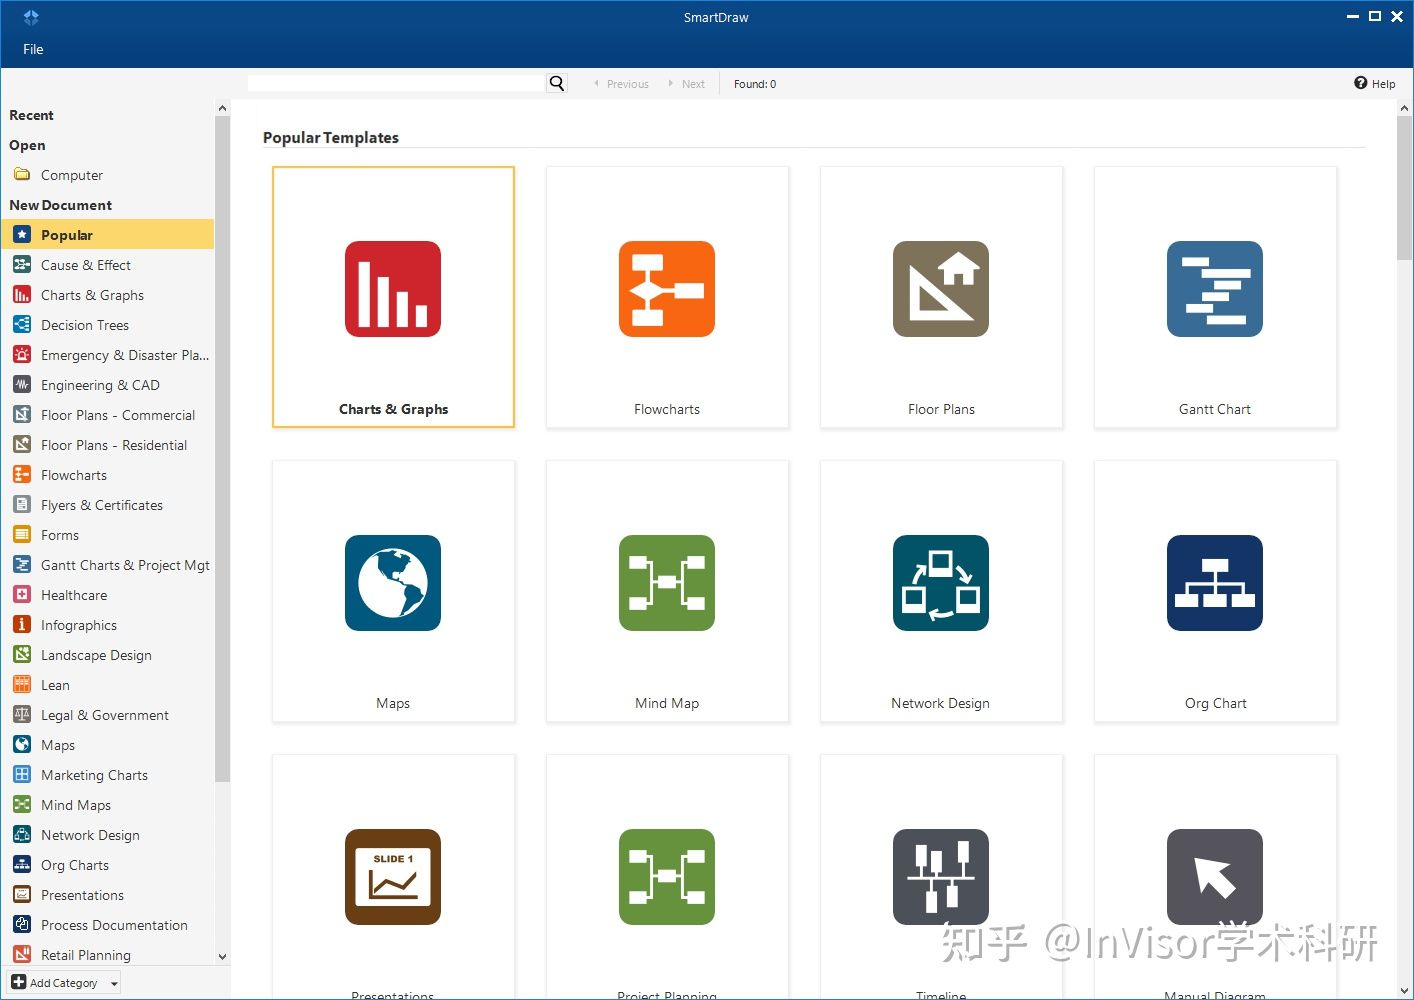 SmartDraw
File
Previous
Next
Found: 0
Help
Recent
Open
Computer
New Document
Popular
Cause & Effect
Charts & Graphs
Decision Trees
Emergency & Disaster Pla...
Engineering & CAD
Floor Plans - Commercial
Floor Plans - Residential
Flowcharts
Flyers & Certificates
Forms
Gantt Charts & Project Mgt
Healthcare
Infographics
Landscape Design
Lean
Legal & Government
Maps
Marketing Charts
Mind Maps
Network Design
Org Charts
Presentations
Process Documentation
Retail Planning
Add Category
Popular Templates
Charts & Graphs
Flowcharts
Floor Plans
Gantt Chart
Maps
Mind Map
Network Design
Org Chart
SLIDE 1
Presentations
Project Planning
Timeline
Manual Diagram
知乎 @InVisor学术科研